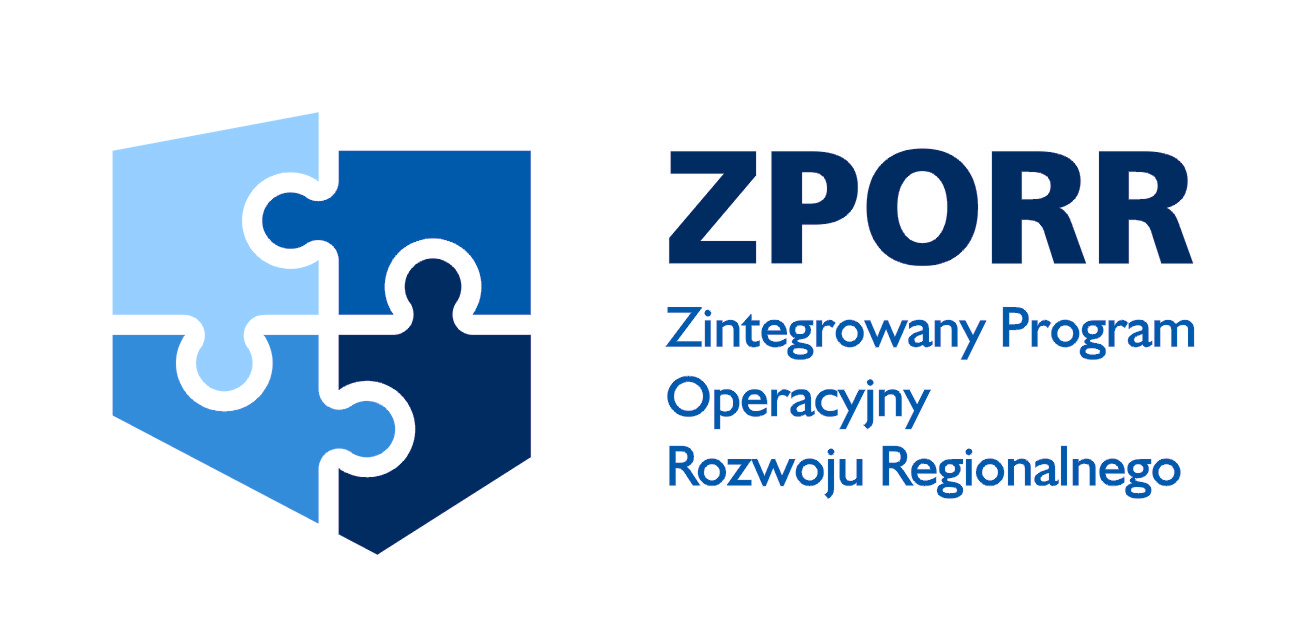 ZPORR
Zintegrowany Program
Operacyjny
Rozwoju Regionalnego